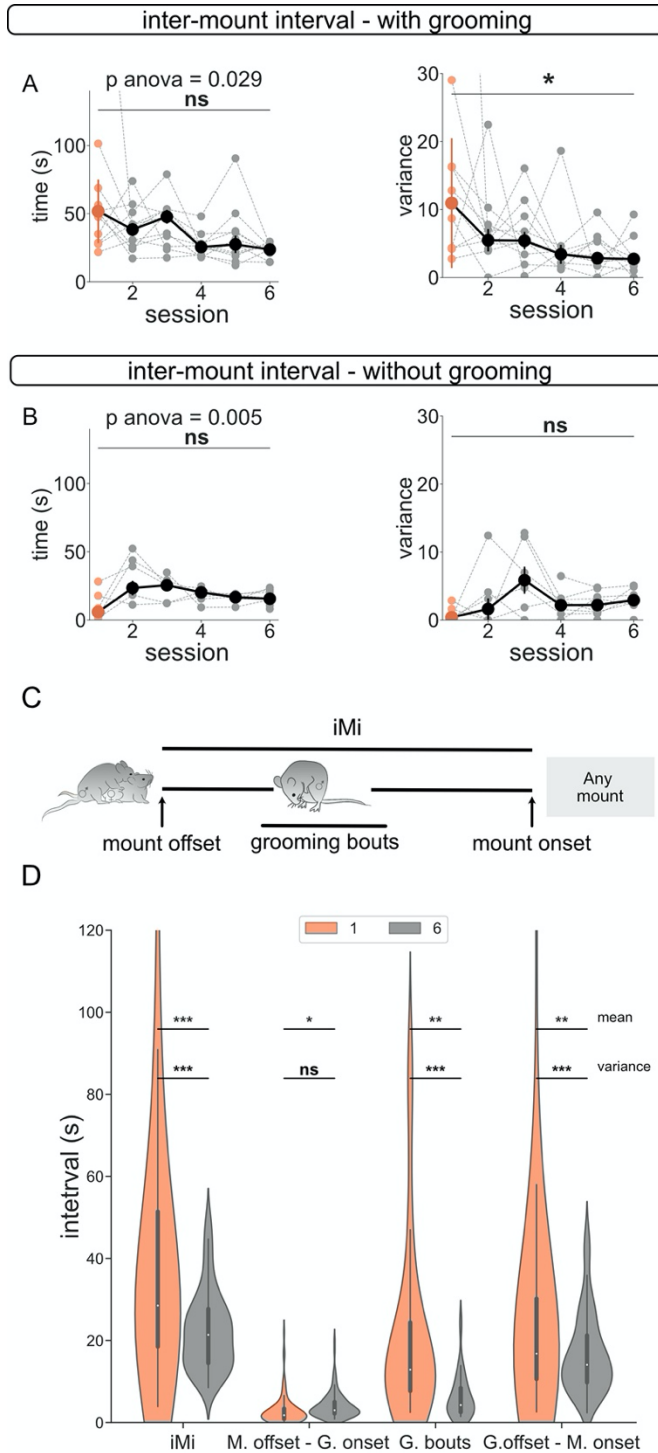 inter-mount interval - with grooming
A
p anova = 0.029
ns
*
time (s)
100
50
0
2 4 6
session
variance
30
20
10
0
2 4 6
session
inter-mount interval - without grooming
B
p anova = 0.005
ns
ns
time (s)
100
50
0
2 4 6
session
variance
30
20
10
0
2 4 6
session
C
iMi
Any
mount
mount offset
grooming bouts
mount onset
D
1 6
*** * ** ** mean
*** ns *** *** variance
intetrval (s)
120
100
80
60
40
20
0
iMi M. offset - G. onset G. bouts G.offset - M. onset